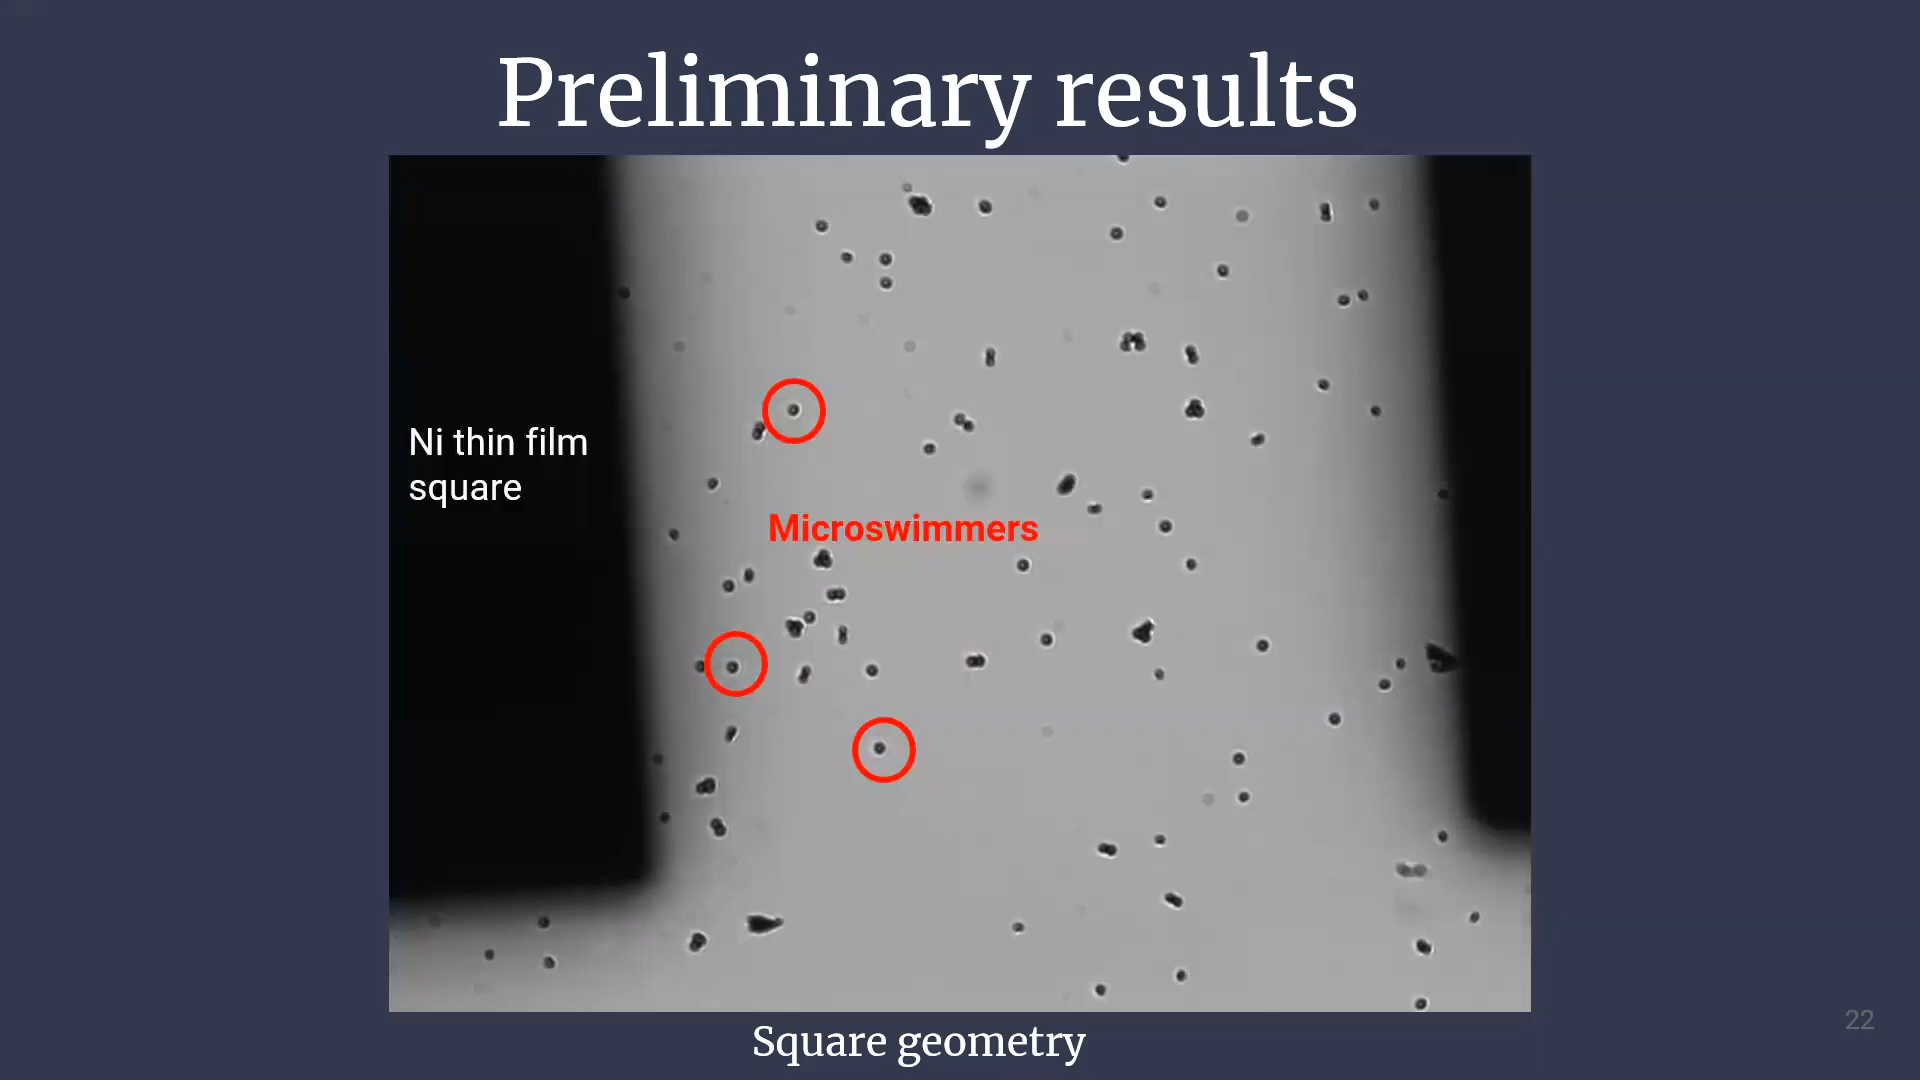 Preliminary results
Ni thin film
square
Microswimmers
Square geometry
22